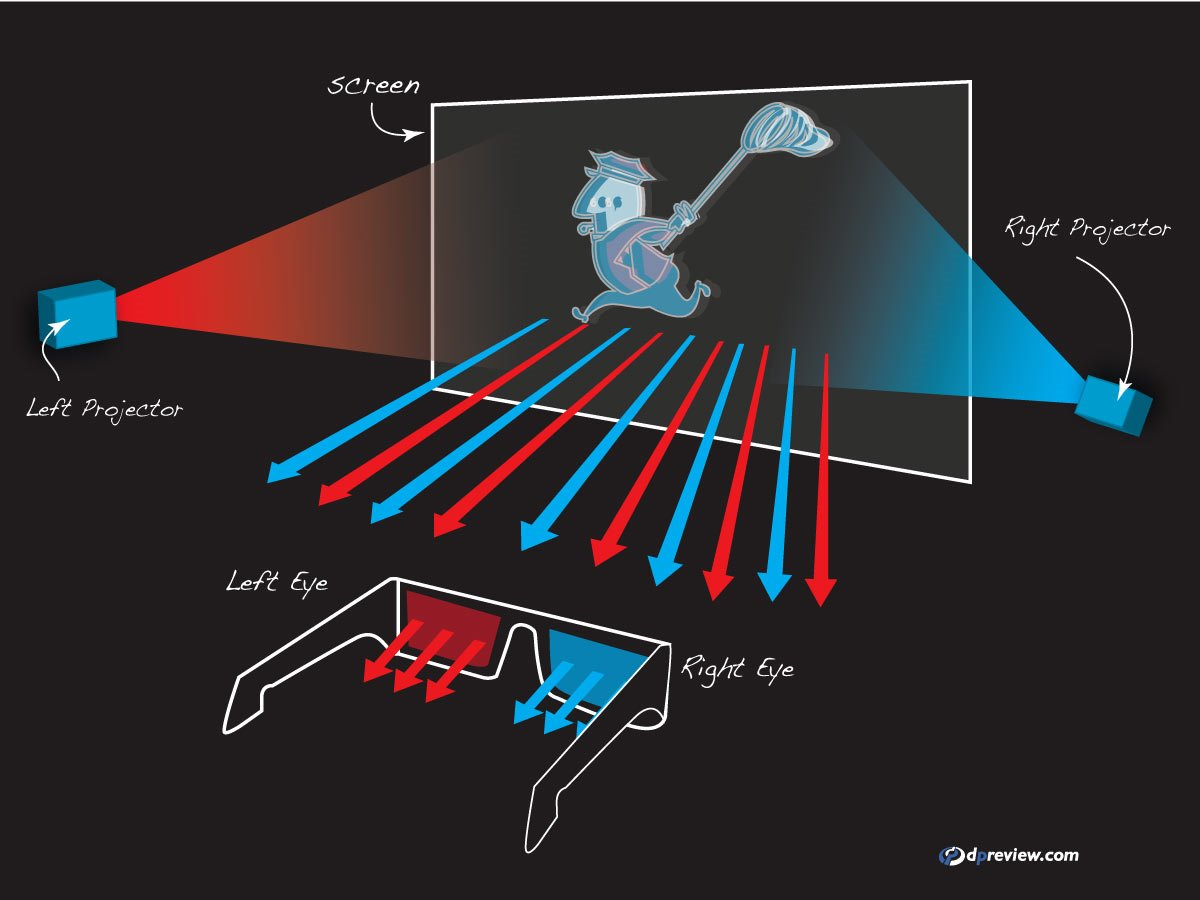 screen
Right Projector
Left Projector
Left Eye
Right Eye
dpreview.com